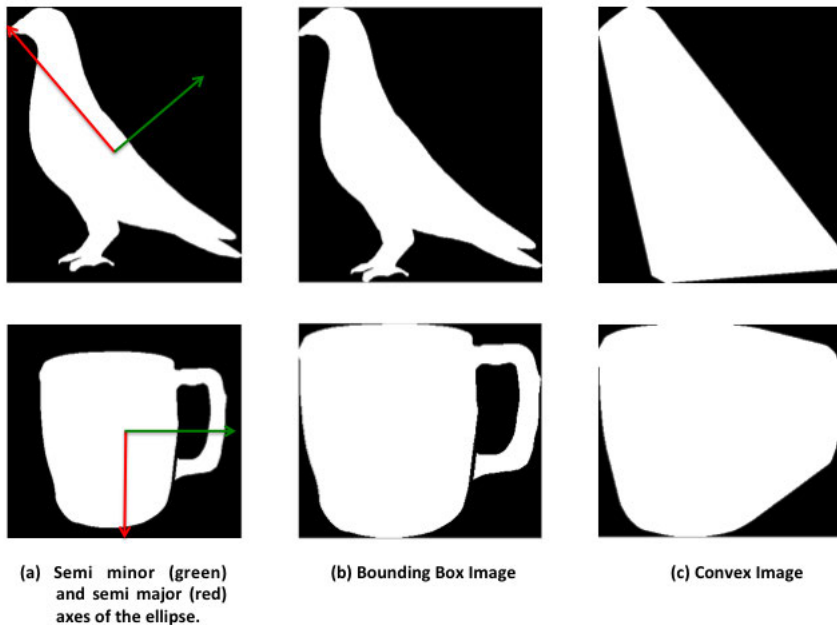 (a) Semi minor (green)
and semi major (red)
axes of the ellipse.
(b) Bounding Box Image
(c) Convex Image